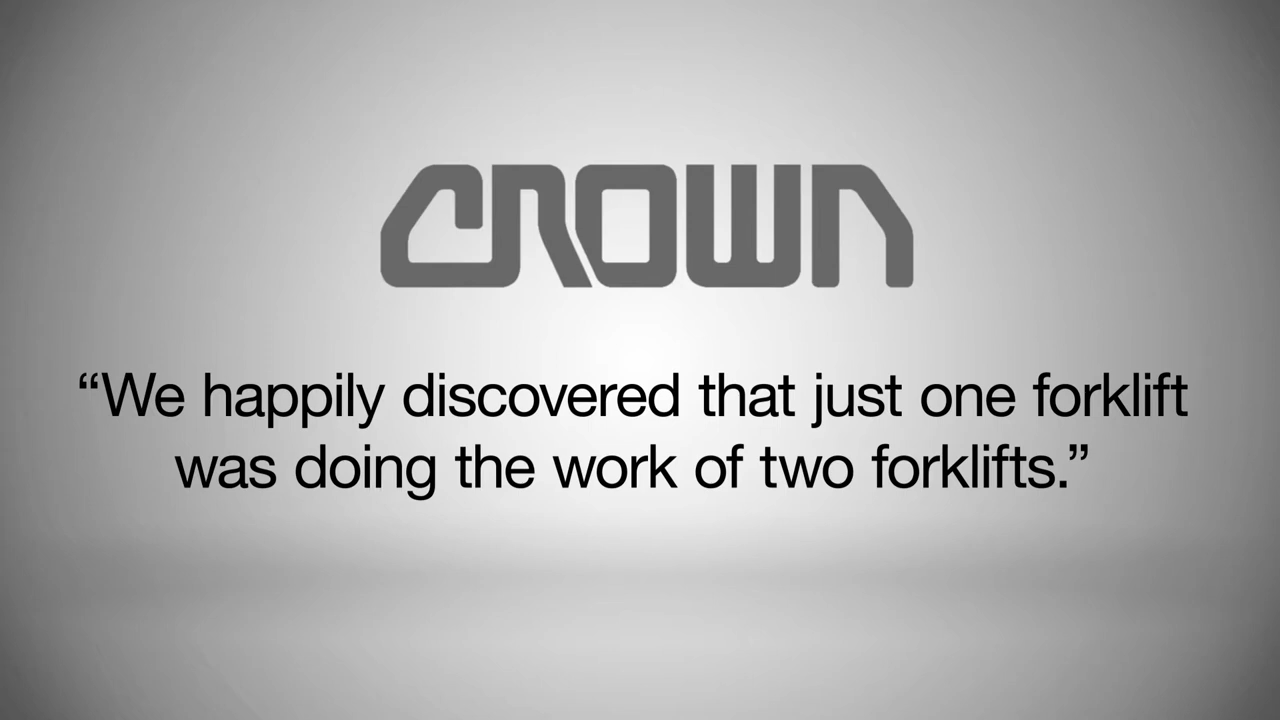 CROWN
“We happily discovered that just one forklift
was doing the work of two forklifts.”